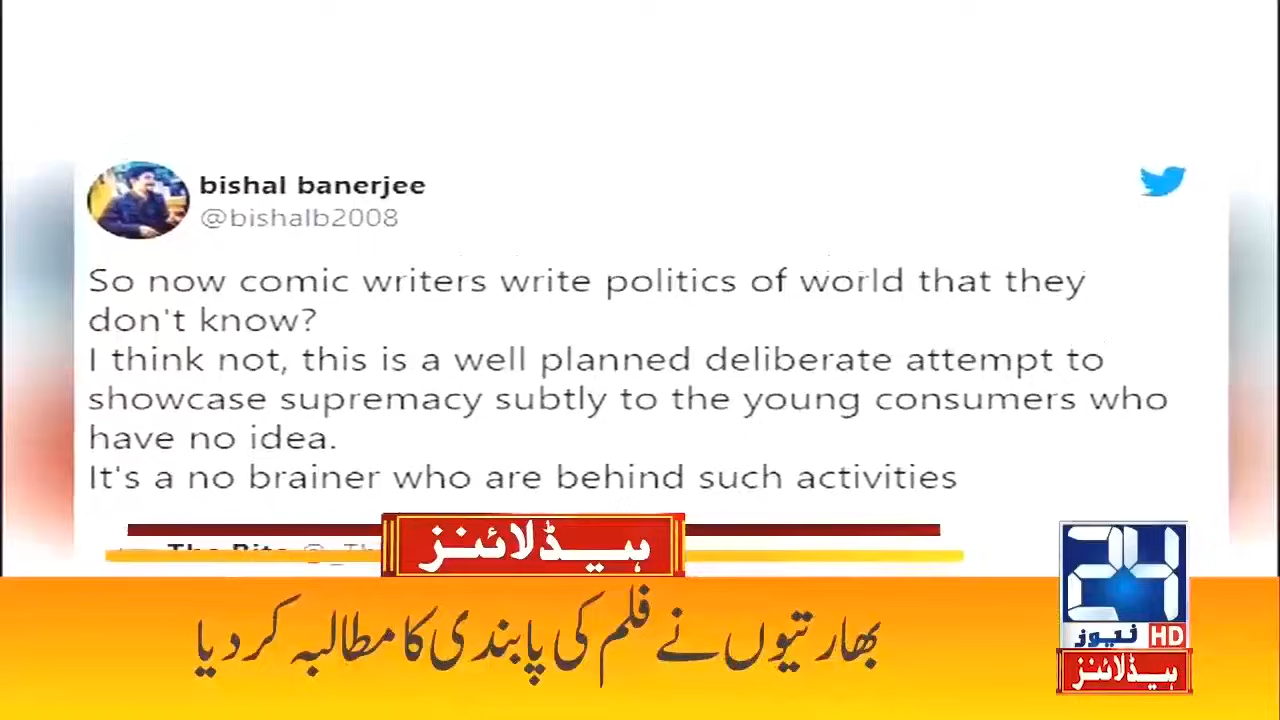 bishal banerjee
@bishalb2008
So now comic writers write politics of world that they
don't know?
I think not, this is a well planned deliberate attempt to
showcase supremacy subtly to the young consumers who
have no idea.
It's a no brainer who are behind such activities
ہیڈلائنز
بھارتیوں نے فلم کی پابندی کا مطالبہ کر دیا
24
نیوز HD
ہیڈلائنز